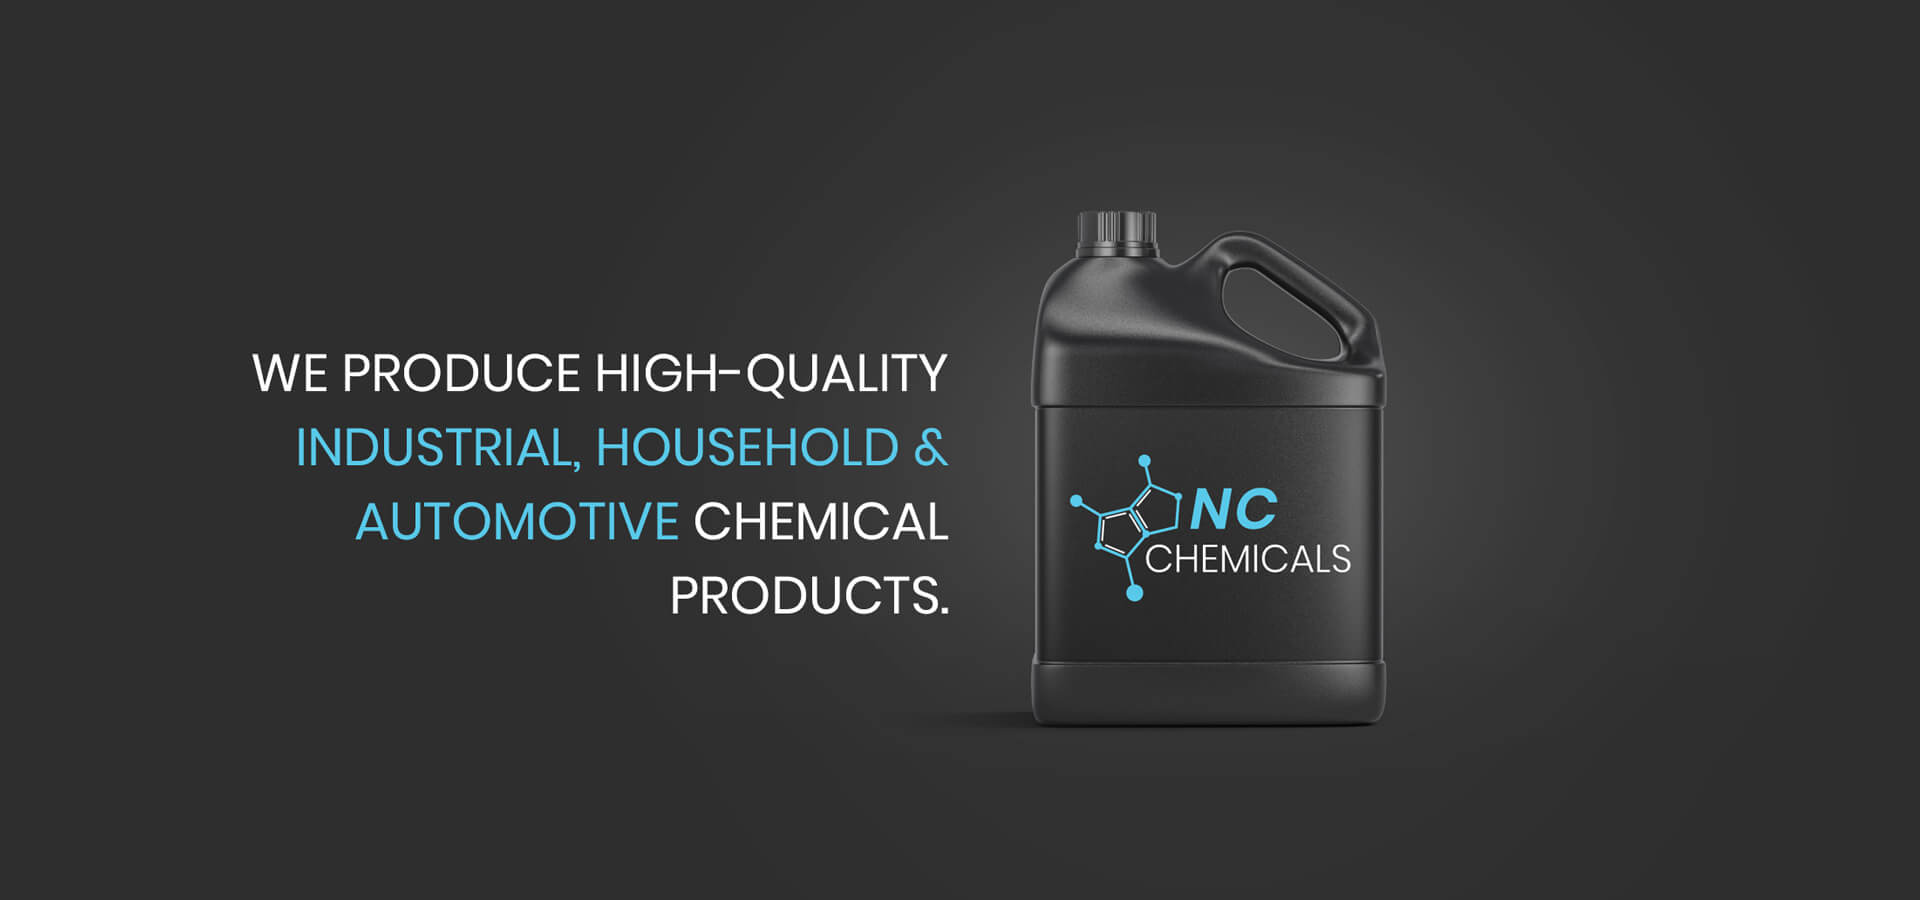 WE PRODUCE HIGH-QUALITY
INDUSTRIAL, HOUSEHOLD &
AUTOMOTIVE CHEMICAL
PRODUCTS.
NC
CHEMICALS